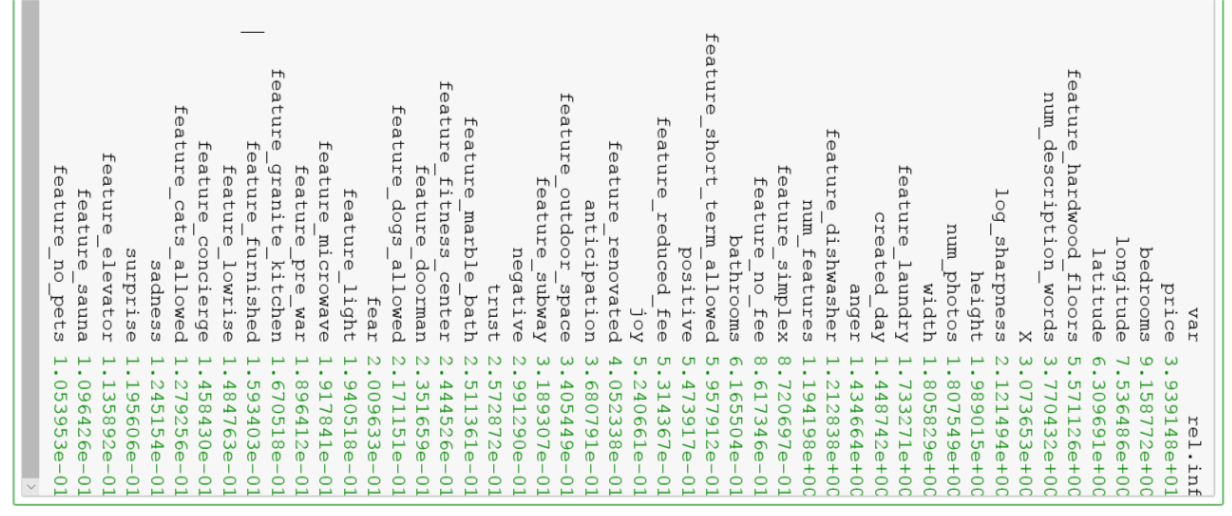 var rel.inf
price 3.939148e+01
bedrooms 9.158772e+00
longitude 7.536486e+00
latitude 6.309691e+00
feature_hardwood_floors 5.571126e+00
num_description_words 3.770432e+00
X 3.073653e+00
log_sharpness 2.121494e+00
height 1.989015e+00
num_photos 1.807549e+00
width 1.805829e+00
feature_laundry 1.733271e+00
created_day 1.448742e+00
anger 1.434664e+00
feature_dishwasher 1.212838e+00
num_features 1.194198e+00
feature_simplex 8.720697e-01
feature_no_fee 8.617346e-01
bathrooms 6.165504e-01
feature_short_term_allowed 5.957912e-01
positive 5.473917e-01
feature_reduced_fee 5.314367e-01
joy 5.240661e-01
feature_renovated 4.052338e-01
anticipation 3.680791e-01
feature_outdoor_space 3.405449e-01
feature_subway 3.189307e-01
negative 2.991290e-01
trust 2.572872e-01
feature_marble_bath 2.511361e-01
feature_fitness_center 2.444526e-01
feature_doorman 2.351659e-01
feature_dogs_allowed 2.171151e-01
fear 2.009633e-01
feature_light 1.940518e-01
feature_microwave 1.917841e-01
feature_pre_war 1.896412e-01
feature_granite_kitchen 1.670518e-01
feature_furnished 1.593403e-01
feature_lowrise 1.484763e-01
feature_concierge 1.458430e-01
feature_cats_allowed 1.279256e-01
sadness 1.245154e-01
surprise 1.195606e-01
feature_elevator 1.135892e-01
feature_sauna 1.096426e-01
feature_no_pets 1.053953e-01